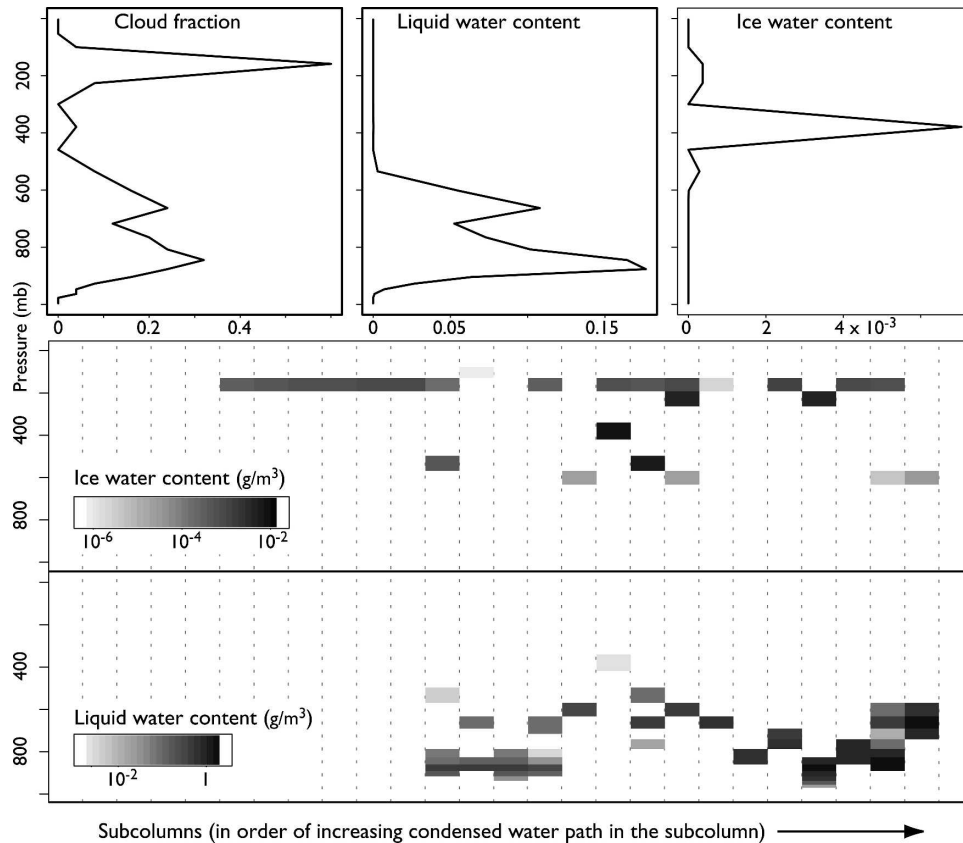 Cloud fraction
Liquid water content
Ice water content
200
400
600
800
Pressure (mb)
0
0.2
0.4
0
0.05
0.15
0
2
4 × 10⁻³
400
800
Ice water content (g/m³)
10⁻⁶
10⁻⁴
10⁻²
400
800
Liquid water content (g/m³)
10⁻²
1
Subcolumns (in order of increasing condensed water path in the subcolumn)